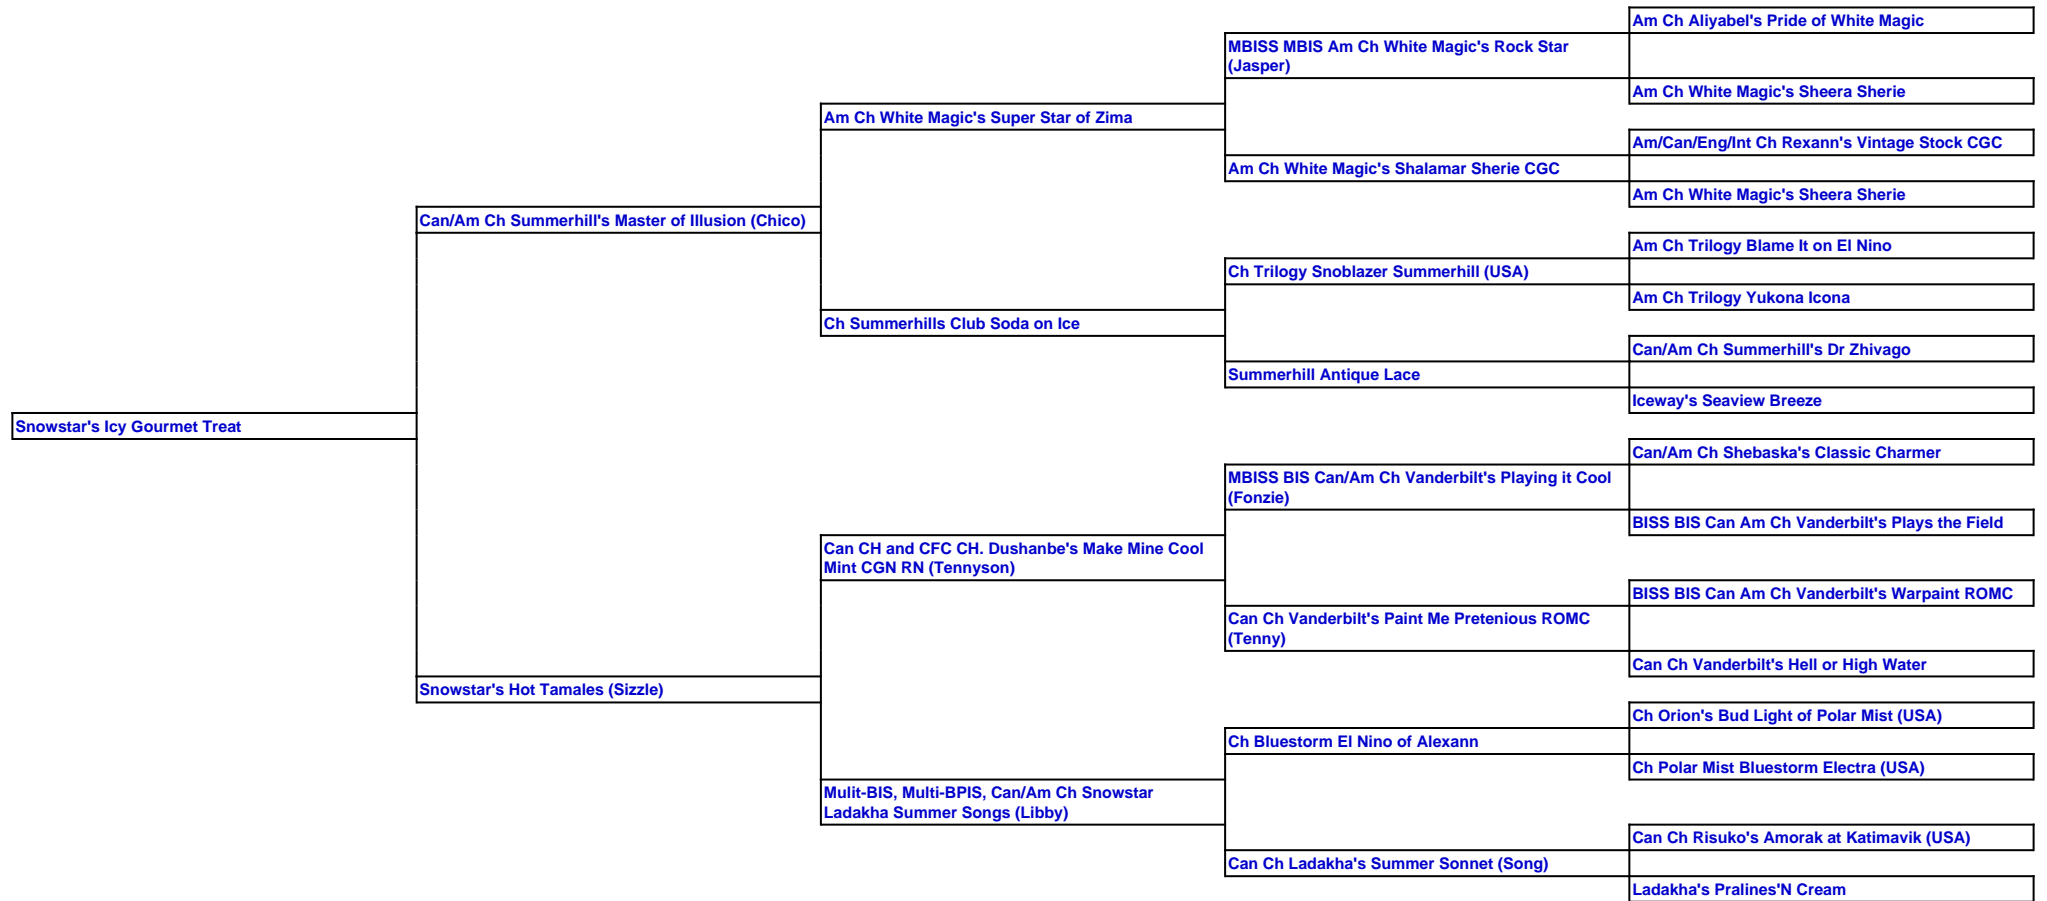 Am Ch Aliyabel's Pride of White Magic
MBISS MBIS Am Ch White Magic's Rock Star
(Jasper)
Am Ch White Magic's Sheera Sherie
Am Ch White Magic's Super Star of Zima
Am/Can/Eng/Int Ch Rexann's Vintage Stock CGC
Am Ch White Magic's Shalamar Sherie CGC
Am Ch White Magic's Sheera Sherie
Can/Am Ch Summerhill's Master of Illusion (Chico)
Am Ch Trilogy Blame It on El Nino
Ch Trilogy Snoblazer Summerhill (USA)
Am Ch Trilogy Yukona Icona
Ch Summerhills Club Soda on Ice
Can/Am Ch Summerhill's Dr Zhivago
Summerhill Antique Lace
Iceway's Seaview Breeze
Snowstar's Icy Gourmet Treat
Can/Am Ch Shebaska's Classic Charmer
MBISS BIS Can/Am Ch Vanderbilt's Playing it Cool
(Fonzie)
BISS BIS Can Am Ch Vanderbilt's Plays the Field
Can CH and CFC CH. Dushanbe's Make Mine Cool
Mint CGN RN (Tennyson)
BISS BIS Can Am Ch Vanderbilt's Warpaint ROMC
Can Ch Vanderbilt's Paint Me Pretenious ROMC
(Tenny)
Can Ch Vanderbilt's Hell or High Water
Snowstar's Hot Tamales (Sizzle)
Ch Orion's Bud Light of Polar Mist (USA)
Ch Bluestorm El Nino of Alexann
Ch Polar Mist Bluestorm Electra (USA)
Mulit-BIS, Multi-BPIS, Can/Am Ch Snowstar
Ladakha Summer Songs (Libby)
Can Ch Risuko's Amorak at Katimavik (USA)
Can Ch Ladakha's Summer Sonnet (Song)
Ladakha's Pralines'N Cream